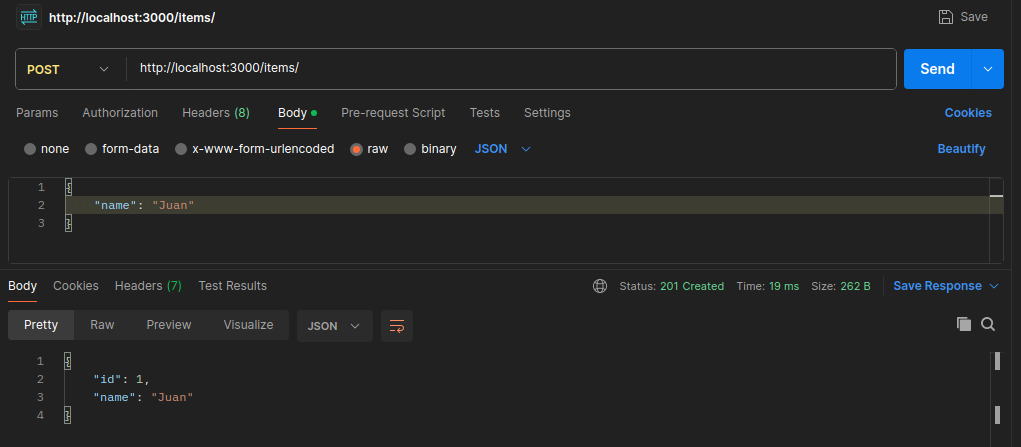 HTTP http://localhost:3000/items/ Save
POST http://localhost:3000/items/ Send
Params Authorization Headers (8) Body Pre-request Script Tests Settings Cookies
none form-data x-www-form-urlencoded raw binary JSON Beautify
1 {
2 "name": "Juan"
3 }
Body Cookies Headers (7) Test Results Status: 201 Created Time: 19 ms Size: 262 B Save Response
Pretty Raw Preview Visualize JSON
1 {
2 "id": 1,
3 "name": "Juan"
4 }